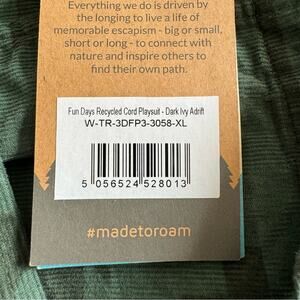 Everything we do is driven by
the longing to live a life of
memorable escapism - big or small,
short or long - to connect with
nature and inspire others to
find their own path.
Fun Days Recycled Cord Playsuit - Dark Ivy Adrift
W-TR-3DFP3-3058-XL
5 056524 528013
#madetoroam